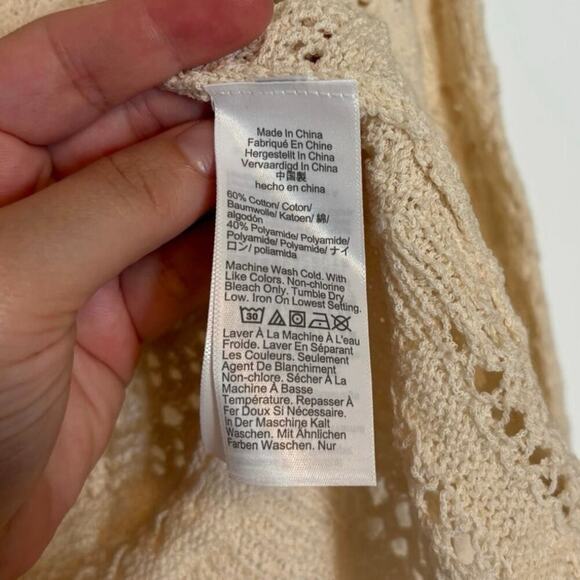 Made In China
Fabriqué En Chine
Hergestellt In China
Vervaardigd In China
中国製
hecho en china
60% Cotton/ Coton/
Baumwolle/ Katoen/ 綿/
algodón
40% Polyamide/ Polyamide/
Polyamide/ Polyamide/ ナイ
ロン/ poliamida
Machine Wash Cold. With
Like Colors. Non-chlorine
Bleach Only. Tumble Dry
Low. Iron On Lowest Setting.
30
Laver À La Machine À L'eau
Froide. Laver En Séparant
Les Couleurs. Seulement
Agent De Blanchiment
Non-chlore. Sécher À La
Machine À Basse
Température. Repasser À
Fer Doux Si Nécessaire.
In Der Maschine Kalt
Waschen. Mit Ähnlichen
Farben Waschen. Nur